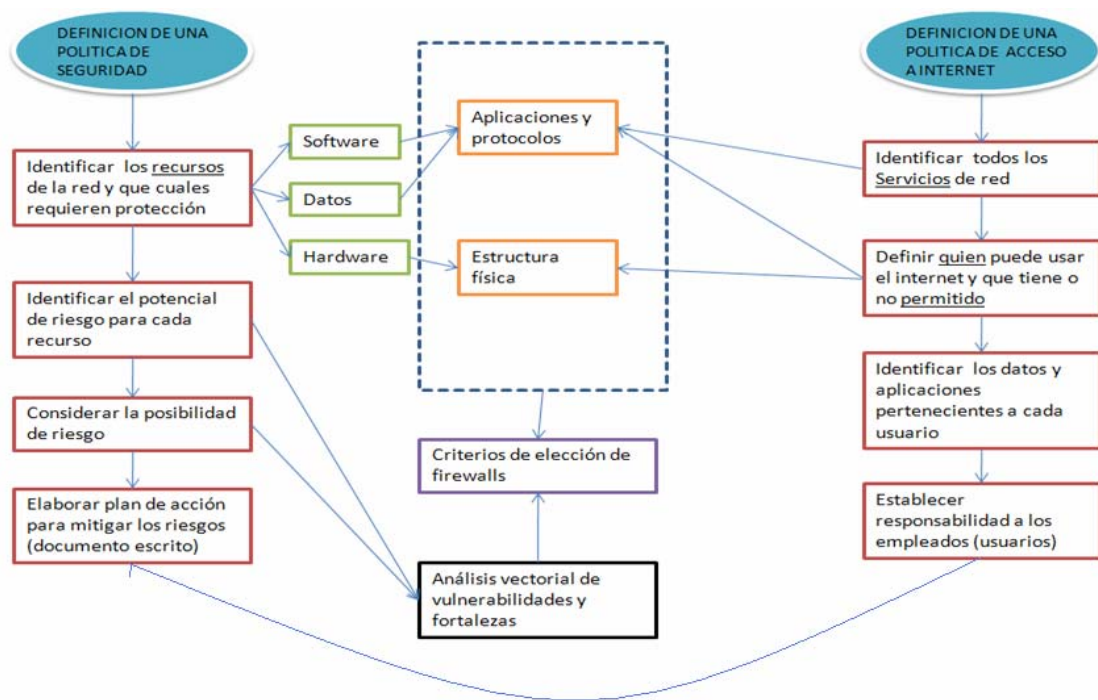 DEFINICION DE UNA
POLITICA DE
SEGURIDAD
Identificar los recursos
de la red y que cuales
requieren protección
Identificar el potencial
de riesgo para cada
recurso
Considerar la posibilidad
de riesgo
Elaborar plan de acción
para mitigar los riesgos
(documento escrito)
Software
Datos
Hardware
Aplicaciones y
protocolos
Estructura
física
Criterios de elección de
firewalls
Análisis vectorial de
vulnerabilidades y
fortalezas
DEFINICION DE UNA
POLITICA DE ACCESO
A INTERNET
Identificar todos los
Servicios de red
Definir quien puede usar
el internet y que tiene o
no permitido
Identificar los datos y
aplicaciones
pertenecientes a cada
usuario
Establecer
responsabilidad a los
empleados (usuarios)